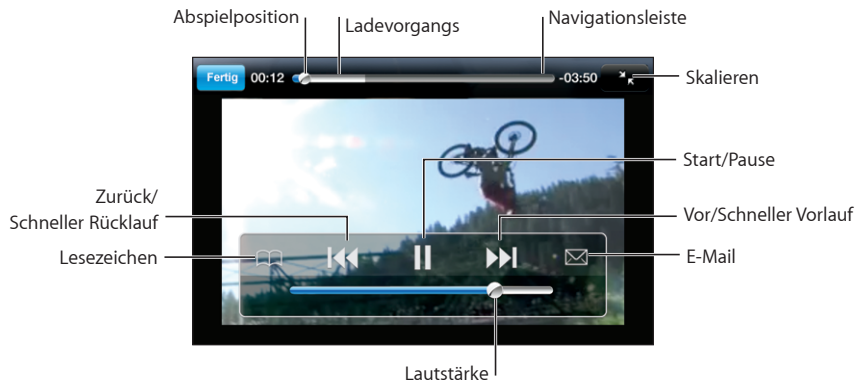 Abspielposition
Ladevorgangs
Navigationsleiste
Fertig 00:12 -03:50
Skalieren
Start/Pause
Zurück/
Schneller Rücklauf
Vor/Schneller Vorlauf
Lesezeichen
E-Mail
Lautstärke